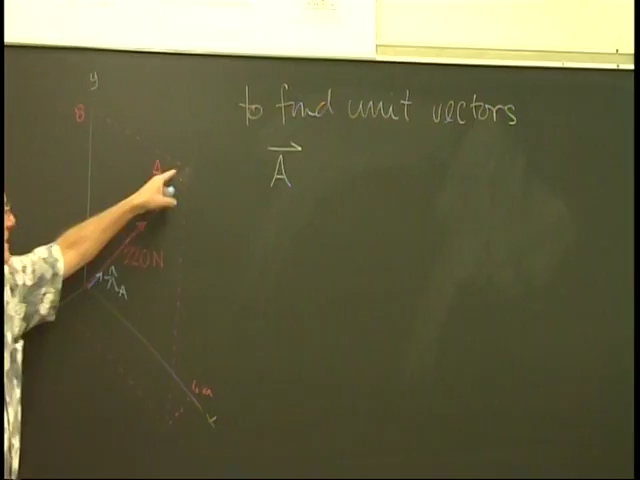 y
8
to find unit vectors
A
A
220N
λ̂A
x